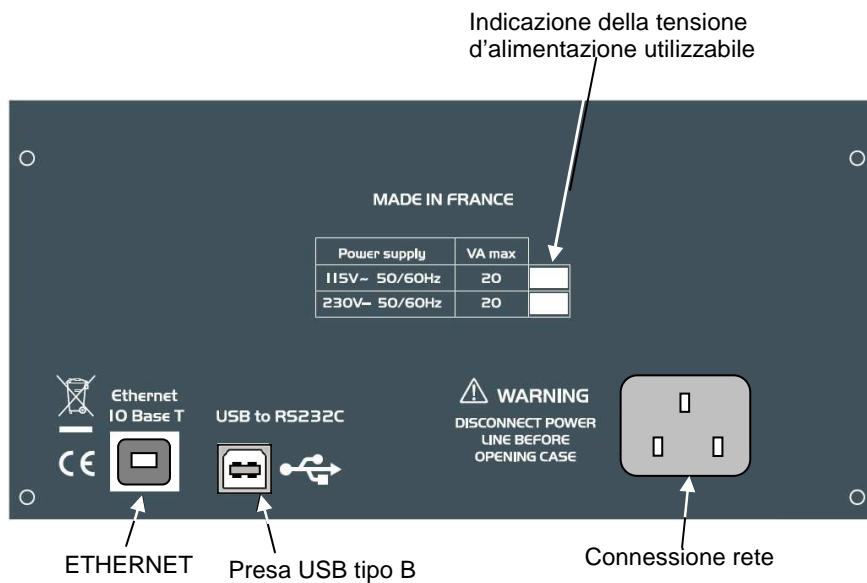 Indicazione della tensione
d'alimentazione utilizzabile
MADE IN FRANCE
Power supply VA max
115V~ 50/60Hz 20
230V– 50/60Hz 20
Ethernet
10 Base T
USB to RS232C
WARNING
DISCONNECT POWER
LINE BEFORE
OPENING CASE
CE
ETHERNET
Presa USB tipo B
Connessione rete